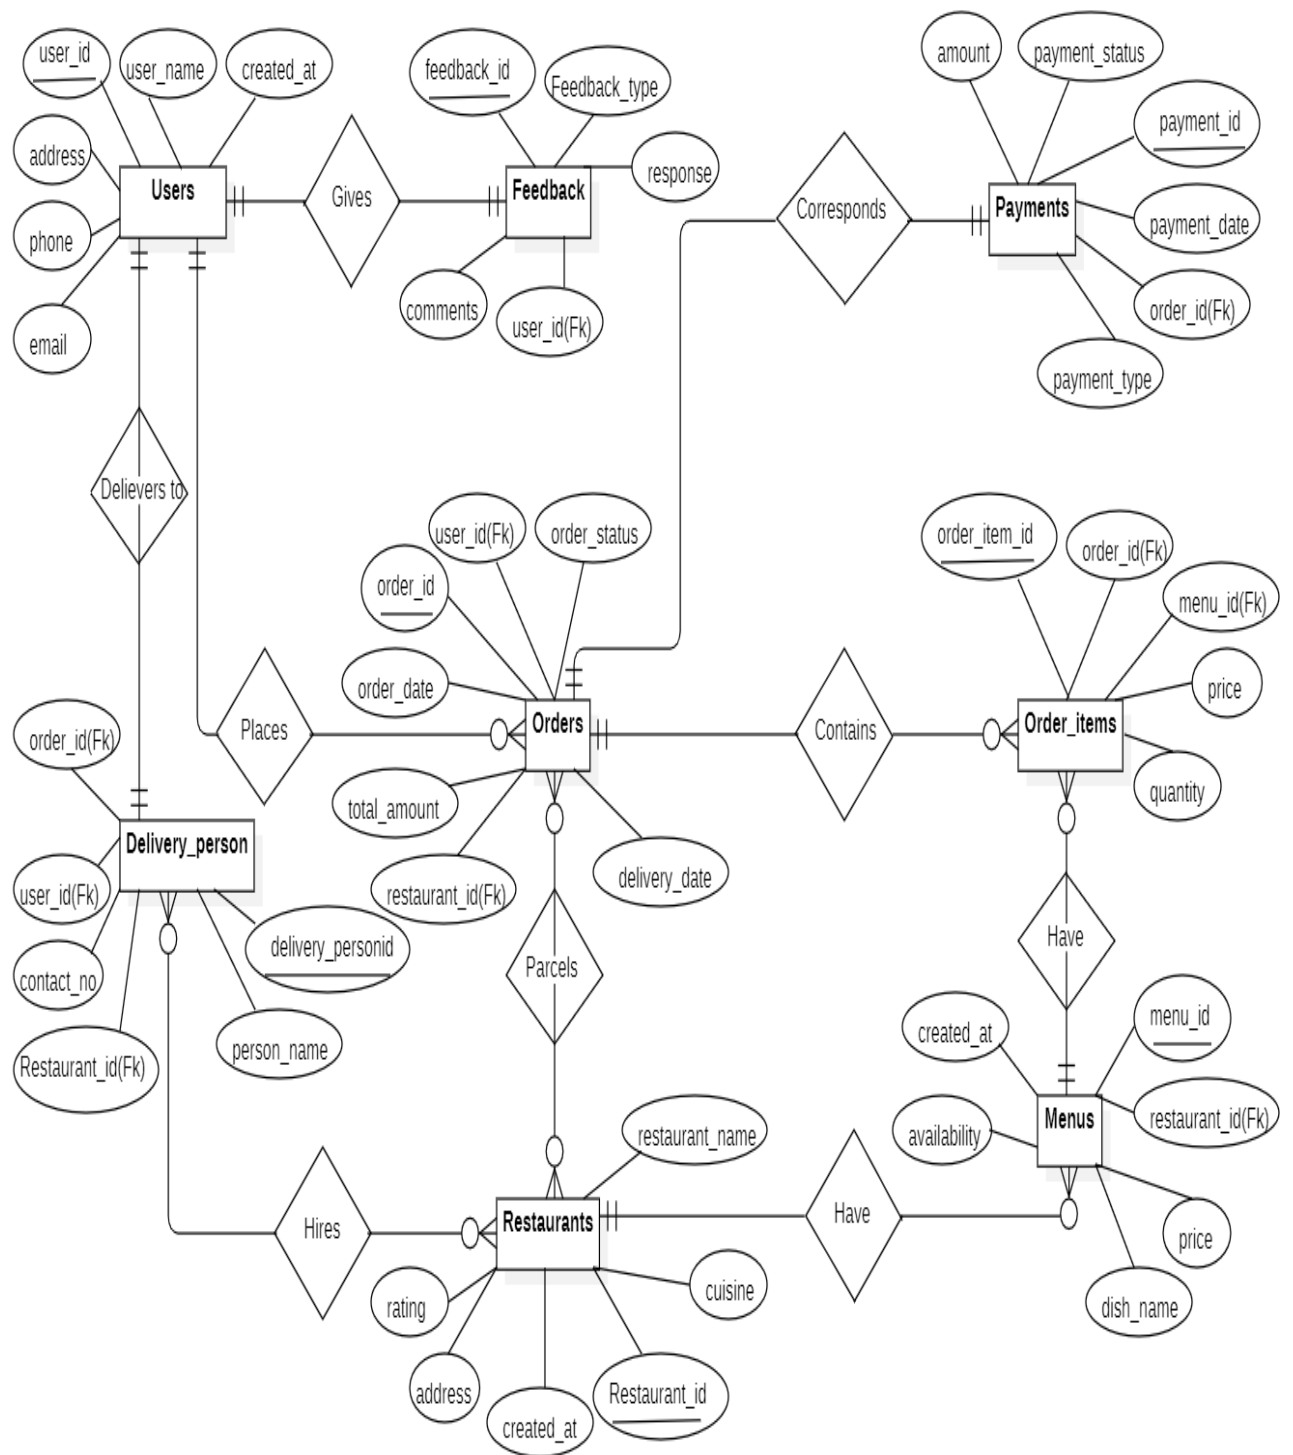 user_id
user_name
created_at
feedback_id
Feedback_type
amount
payment_status
payment_id
address
Users
Gives
Feedback
response
Corresponds
Payments
payment_date
phone
email
comments
user_id(Fk)
order_id(Fk)
payment_type
Delievers to
user_id(Fk)
order_status
order_id
order_date
order_item_id
order_id(Fk)
menu_id(Fk)
price
order_id(Fk)
Places
Orders
Contains
Order_items
quantity
total_amount
restaurant_id(Fk)
delivery_date
Delivery_person
user_id(Fk)
contact_no
Restaurant_id(Fk)
delivery_personid
person_name
Parcels
Have
created_at
menu_id
availability
Menus
restaurant_id(Fk)
restaurant_name
Hires
Restaurants
Have
price
dish_name
rating
cuisine
address
created_at
Restaurant_id